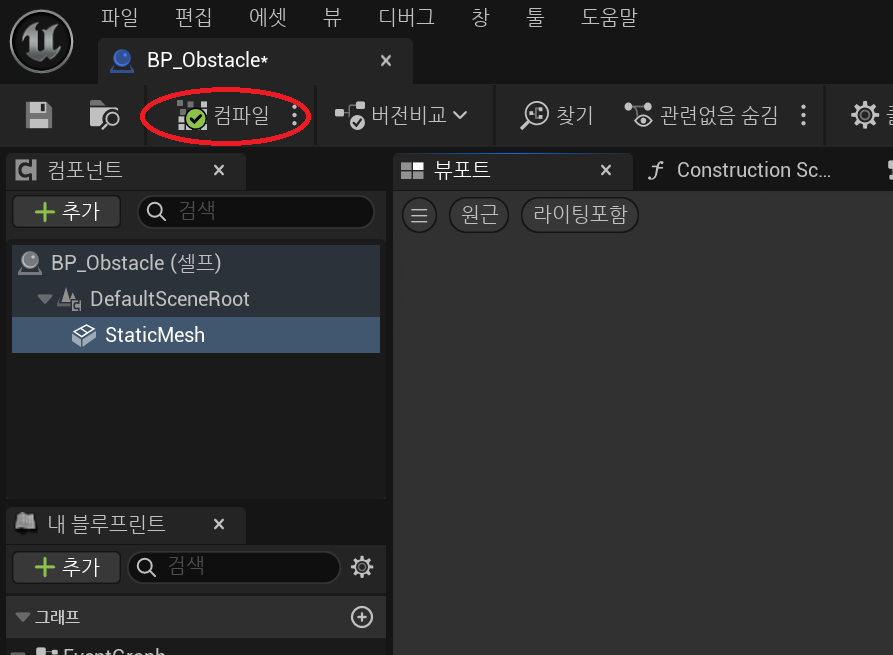 파일 편집 에셋 뷰 디버그 창 툴 도움말
BP_Obstacle*
컴파일 버전비교 찾기 관련없음 숨김
컴포넌트
뷰포트 Construction Sc...
추가 검색
원근 라이팅포함
BP_Obstacle (셀프)
DefaultSceneRoot
StaticMesh
내 블루프린트
추가 검색
그래프
EventGraph